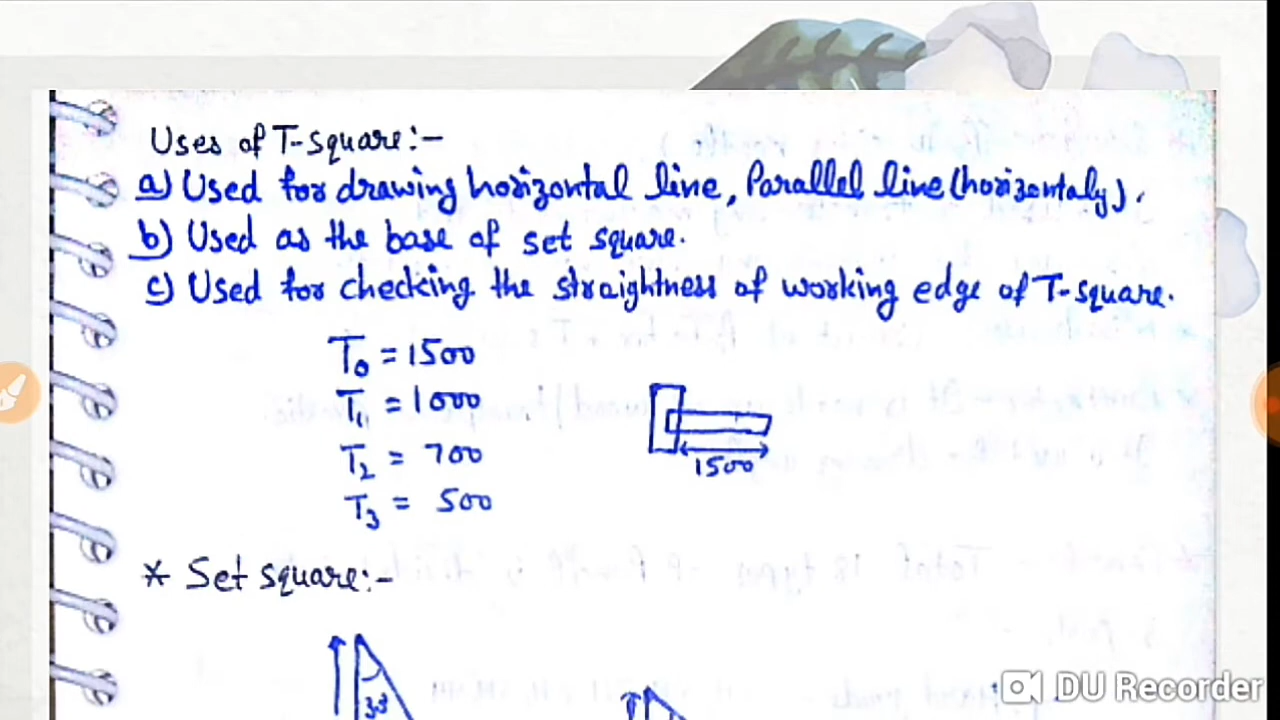 Uses of T-square:-
a) Used for drawing horizontal line, Parallel line (horizontaly).
b) Used as the base of set square.
c) Used for checking the straightness of working edge of T-square.
T0 = 1500
T1 = 1000
T2 = 700
T3 = 500
1500
* Set square:-
DU Recorder